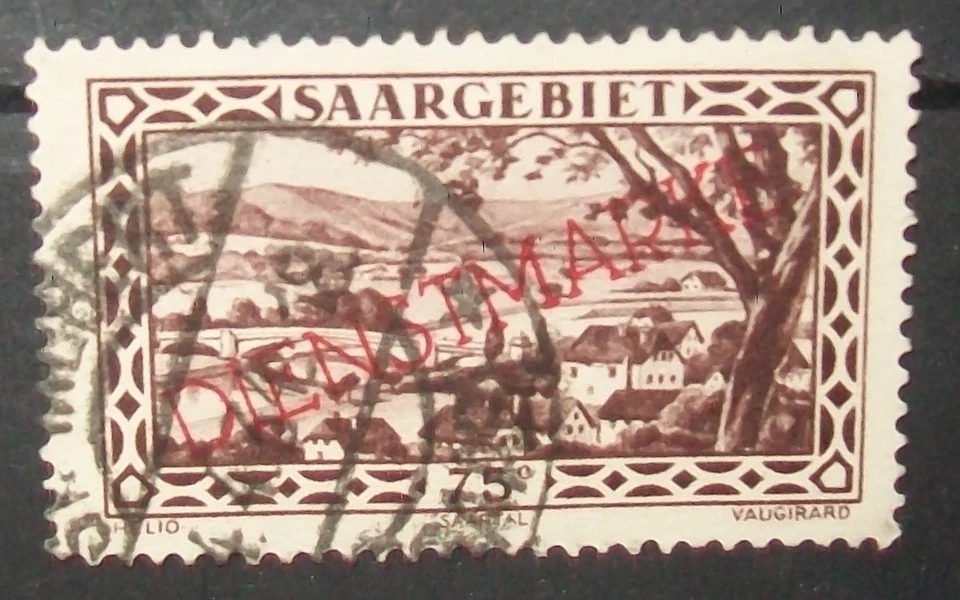 SAARGEBIET
DIENSTMARKE
75c
SAARTAL
HELIO VAUGIRARD